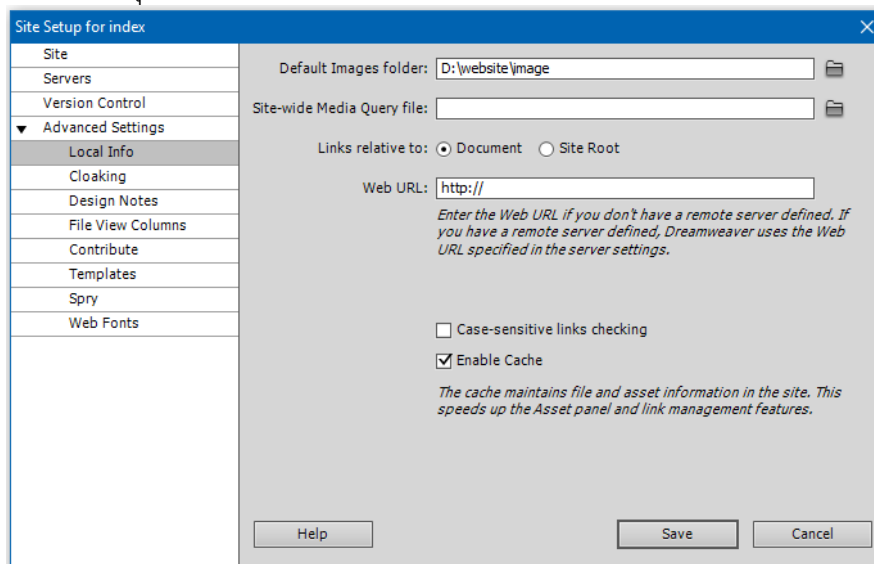 Site Setup for index
Site
Servers
Version Control
Advanced Settings
Local Info
Cloaking
Design Notes
File View Columns
Contribute
Templates
Spry
Web Fonts
Default Images folder: D:\website\image
Site-wide Media Query file:
Links relative to: Document Site Root
Web URL: http://
Enter the Web URL if you don't have a remote server defined. If
you have a remote server defined, Dreamweaver uses the Web
URL specified in the server settings.
Case-sensitive links checking
Enable Cache
The cache maintains file and asset information in the site. This
speeds up the Asset panel and link management features.
Help Save Cancel